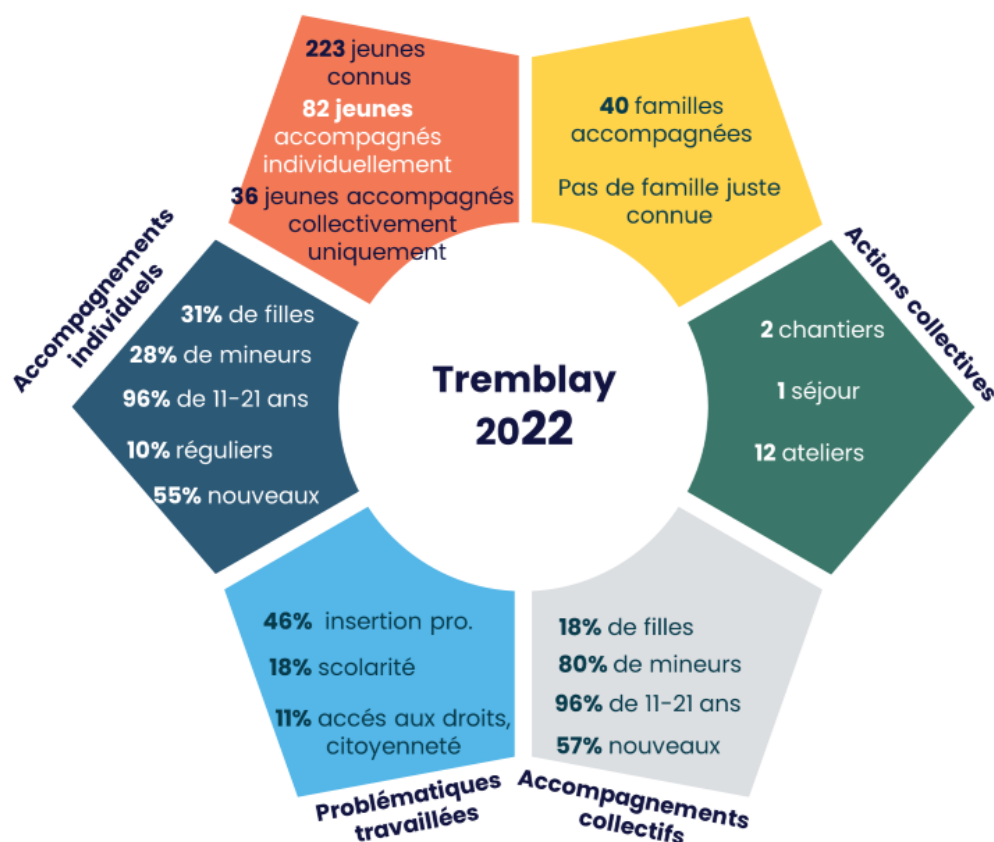 223 jeunes
connus
82 jeunes
accompagnés
individuellement
36 jeunes accompagnés
collectivement
uniquement
40 familles
accompagnées
Pas de famille juste
connue
Accompagnements
individuels
31% de filles
28% de mineurs
96% de 11-21 ans
10% réguliers
55% nouveaux
Tremblay
2022
Actions collectives
2 chantiers
1 séjour
12 ateliers
46% insertion pro.
18% scolarité
11% accés aux droits,
citoyenneté
Problématiques
travaillées
18% de filles
80% de mineurs
96% de 11-21 ans
57% nouveaux
Accompagnements
collectifs